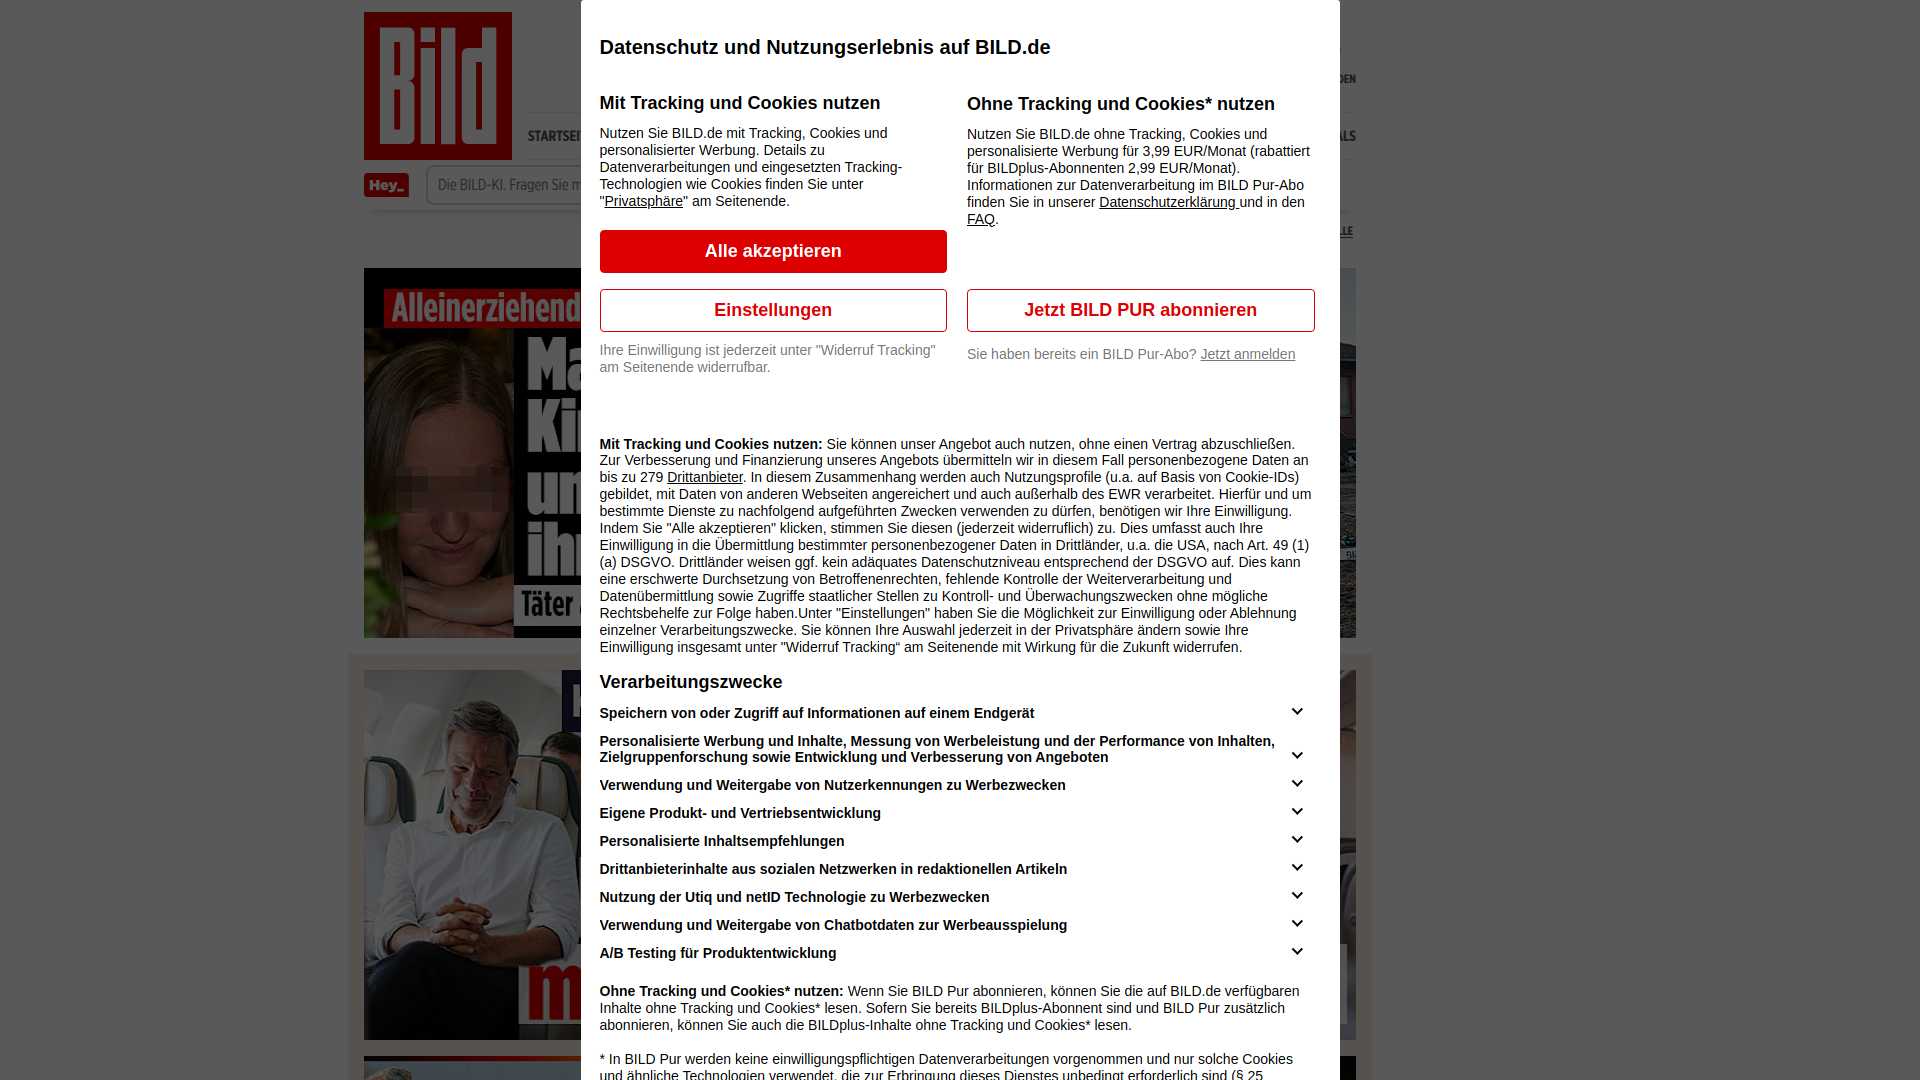 Bild
DEN
STARTSEI
ALS
Hey_
Die BILD-KI. Fragen Sie m
LLE
Alleinerziehend
Ma
Ki
un
ih
Täter
m
Datenschutz und Nutzungserlebnis auf BILD.de
Mit Tracking und Cookies nutzen
Nutzen Sie BILD.de mit Tracking, Cookies und
personalisierter Werbung. Details zu
Datenverarbeitungen und eingesetzten Tracking-
Technologien wie Cookies finden Sie unter
"Privatsphäre" am Seitenende.
Alle akzeptieren
Einstellungen
Ihre Einwilligung ist jederzeit unter "Widerruf Tracking"
am Seitenende widerrufbar.
Ohne Tracking und Cookies* nutzen
Nutzen Sie BILD.de ohne Tracking, Cookies und
personalisierte Werbung für 3,99 EUR/Monat (rabattiert
für BILDplus-Abonnenten 2,99 EUR/Monat).
Informationen zur Datenverarbeitung im BILD Pur-Abo
finden Sie in unserer Datenschutzerklärung und in den
FAQ.
Jetzt BILD PUR abonnieren
Sie haben bereits ein BILD Pur-Abo? Jetzt anmelden
Mit Tracking und Cookies nutzen: Sie können unser Angebot auch nutzen, ohne einen Vertrag abzuschließen.
Zur Verbesserung und Finanzierung unseres Angebots übermitteln wir in diesem Fall personenbezogene Daten an
bis zu 279 Drittanbieter. In diesem Zusammenhang werden auch Nutzungsprofile (u.a. auf Basis von Cookie-IDs)
gebildet, mit Daten von anderen Webseiten angereichert und auch außerhalb des EWR verarbeitet. Hierfür und um
bestimmte Dienste zu nachfolgend aufgeführten Zwecken verwenden zu dürfen, benötigen wir Ihre Einwilligung.
Indem Sie "Alle akzeptieren" klicken, stimmen Sie diesen (jederzeit widerruflich) zu. Dies umfasst auch Ihre
Einwilligung in die Übermittlung bestimmter personenbezogener Daten in Drittländer, u.a. die USA, nach Art. 49 (1)
(a) DSGVO. Drittländer weisen ggf. kein adäquates Datenschutzniveau entsprechend der DSGVO auf. Dies kann
eine erschwerte Durchsetzung von Betroffenenrechten, fehlende Kontrolle der Weiterverarbeitung und
Datenübermittlung sowie Zugriffe staatlicher Stellen zu Kontroll- und Überwachungszwecken ohne mögliche
Rechtsbehelfe zur Folge haben.Unter "Einstellungen" haben Sie die Möglichkeit zur Einwilligung oder Ablehnung
einzelner Verarbeitungszwecke. Sie können Ihre Auswahl jederzeit in der Privatsphäre ändern sowie Ihre
Einwilligung insgesamt unter "Widerruf Tracking“ am Seitenende mit Wirkung für die Zukunft widerrufen.
Verarbeitungszwecke
Speichern von oder Zugriff auf Informationen auf einem Endgerät
Personalisierte Werbung und Inhalte, Messung von Werbeleistung und der Performance von Inhalten,
Zielgruppenforschung sowie Entwicklung und Verbesserung von Angeboten
Verwendung und Weitergabe von Nutzerkennungen zu Werbezwecken
Eigene Produkt- und Vertriebsentwicklung
Personalisierte Inhaltsempfehlungen
Drittanbieterinhalte aus sozialen Netzwerken in redaktionellen Artikeln
Nutzung der Utiq und netID Technologie zu Werbezwecken
Verwendung und Weitergabe von Chatbotdaten zur Werbeausspielung
A/B Testing für Produktentwicklung
Ohne Tracking und Cookies* nutzen: Wenn Sie BILD Pur abonnieren, können Sie die auf BILD.de verfügbaren
Inhalte ohne Tracking und Cookies* lesen. Sofern Sie bereits BILDplus-Abonnent sind und BILD Pur zusätzlich
abonnieren, können Sie auch die BILDplus-Inhalte ohne Tracking und Cookies* lesen.
* In BILD Pur werden keine einwilligungspflichtigen Datenverarbeitungen vorgenommen und nur solche Cookies
und ähnliche Technologien verwendet, die zur Erbringung dieses Dienstes unbedingt erforderlich sind (§ 25